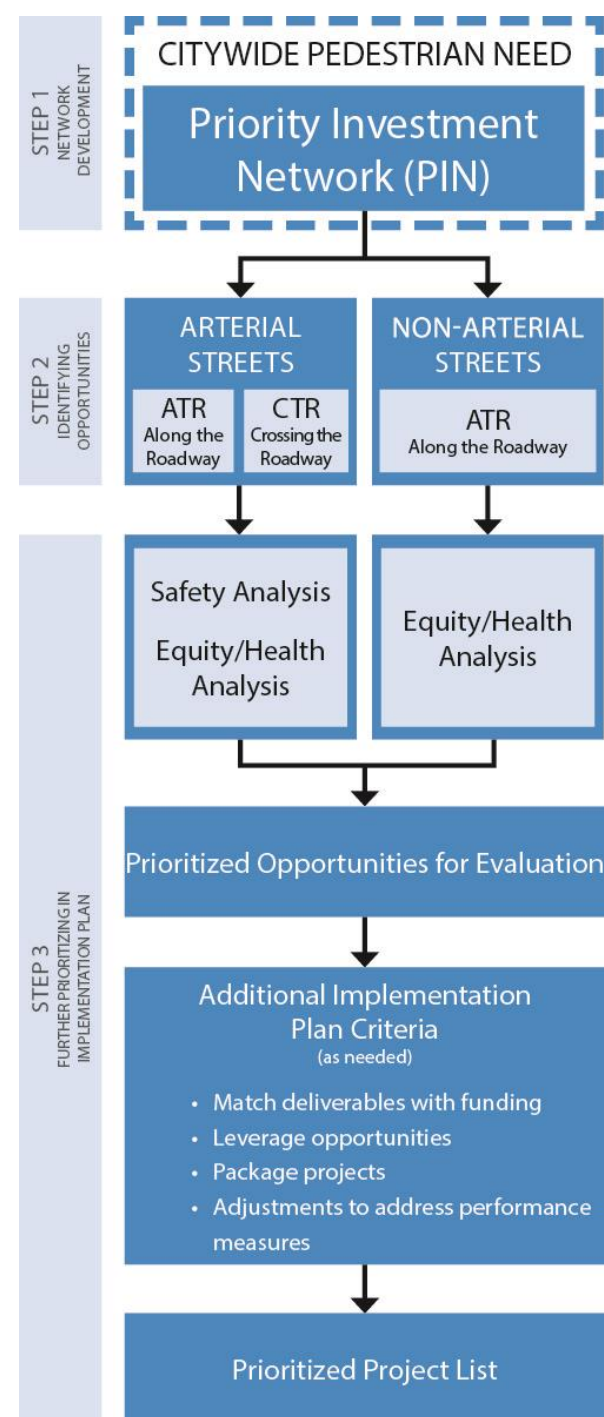 STEP 1
NETWORK
DEVELOPMENT
CITYWIDE PEDESTRIAN NEED
Priority Investment
Network (PIN)
STEP 2
IDENTIFYING
OPPORTUNITIES
ARTERIAL
STREETS
ATR
Along the
Roadway
CTR
Crossing the
Roadway
NON-ARTERIAL
STREETS
ATR
Along the Roadway
STEP 3
FURTHER PRIORITIZING IN
IMPLEMENTATION PLAN
Safety Analysis
Equity/Health
Analysis
Equity/Health
Analysis
Prioritized Opportunities for Evaluation
Additional Implementation
Plan Criteria
(as needed)
• Match deliverables with funding
• Leverage opportunities
• Package projects
• Adjustments to address performance
measures
Prioritized Project List